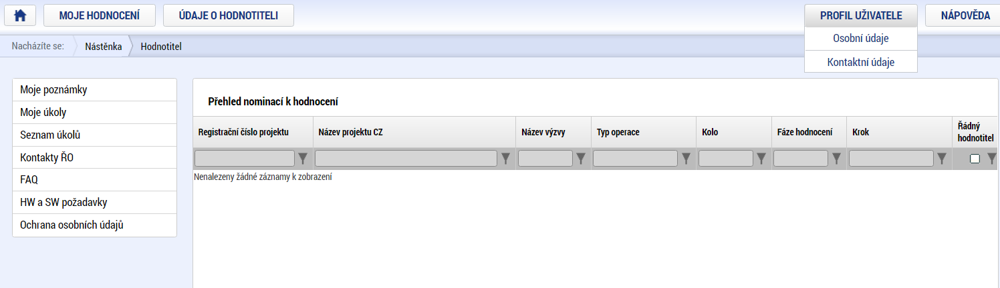 MOJE HODNOCENÍ
ÚDAJE O HODNOTITELI
PROFIL UŽIVATELE
NÁPOVĚDA
Osobní údaje
Kontaktní údaje
Nacházíte se:
Nástěnka
Hodnotitel
Moje poznámky
Moje úkoly
Seznam úkolů
Kontakty ŘO
FAQ
HW a SW požadavky
Ochrana osobních údajů
Přehled nominací k hodnocení
Registrační číslo projektu
Název projektu CZ
Název výzvy
Typ operace
Kolo
Fáze hodnocení
Krok
Řádný
hodnotitel
Nenalezeny žádné záznamy k zobrazení